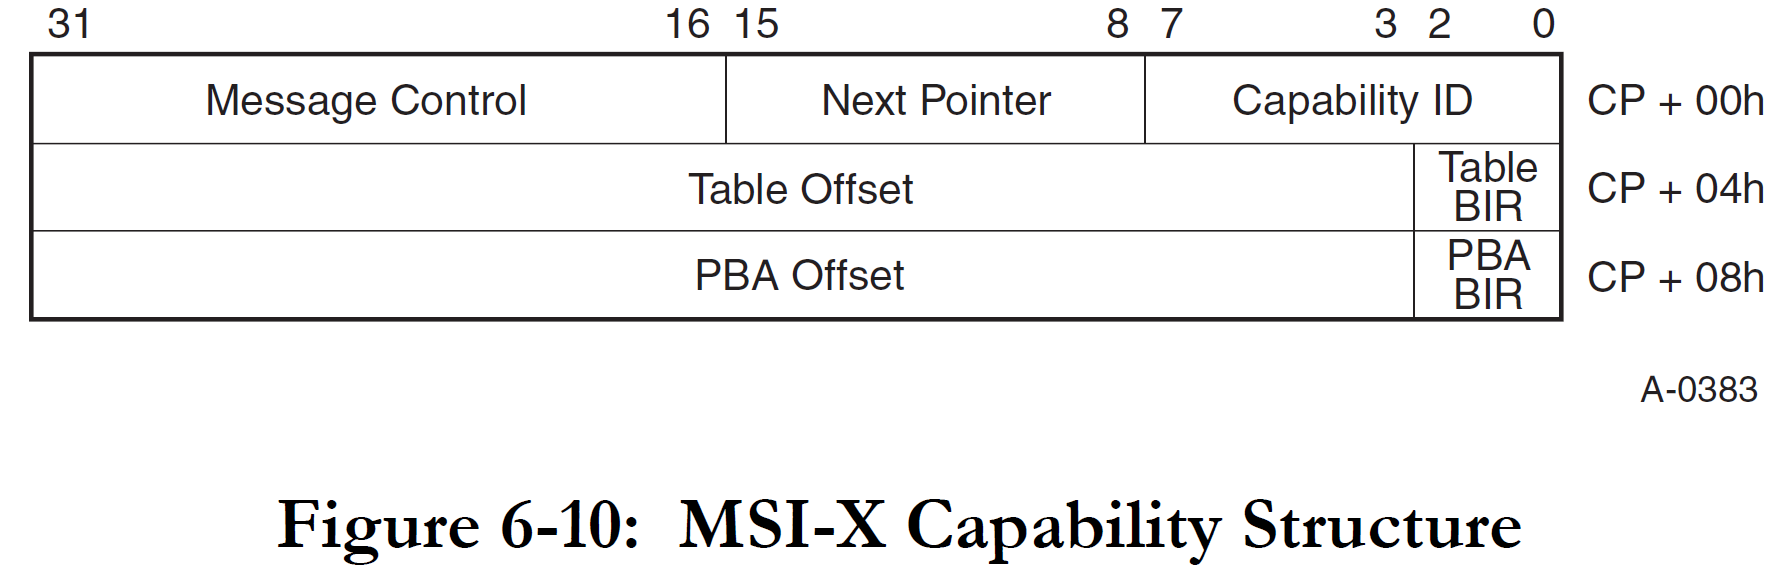 31 16 15 8 7 3 2 0
Message Control Next Pointer Capability ID CP + 00h
Table Offset Table BIR CP + 04h
PBA Offset PBA BIR CP + 08h
A-0383
Figure 6-10: MSI-X Capability Structure